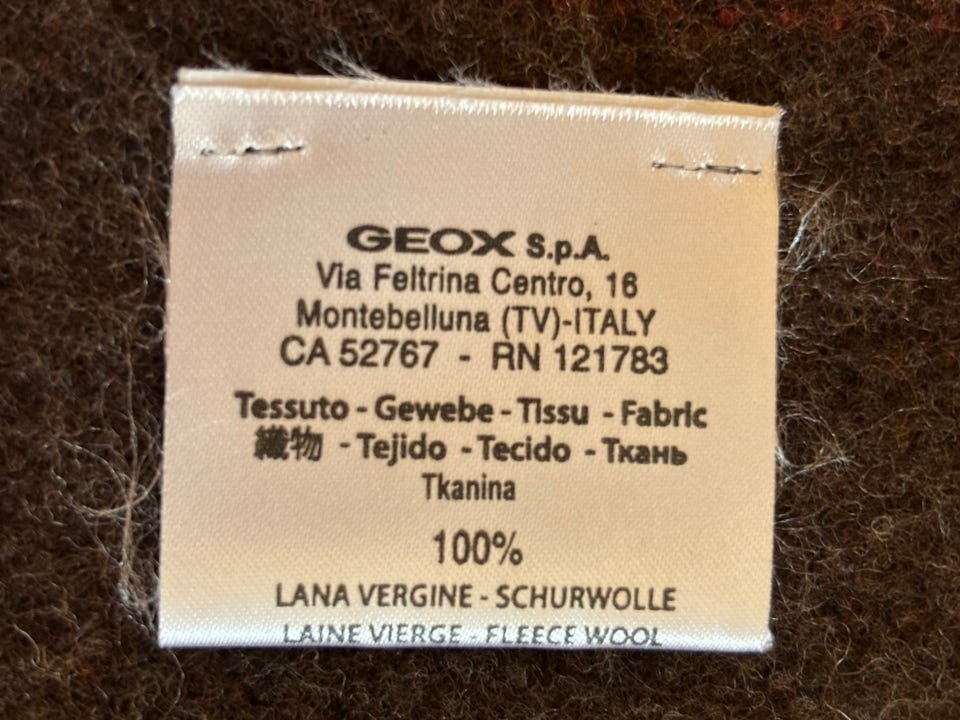 GEOX S.p.A.
Via Feltrina Centro, 16
Montebelluna (TV)-ITALY
CA 52767 - RN 121783
Tessuto - Gewebe - Tissu - Fabric
織物 - Tejido - Tecido - Ткань
Tkanina
100%
LANA VERGINE - SCHURWOLLE
LAINE VIERGE - FLEECE WOOL